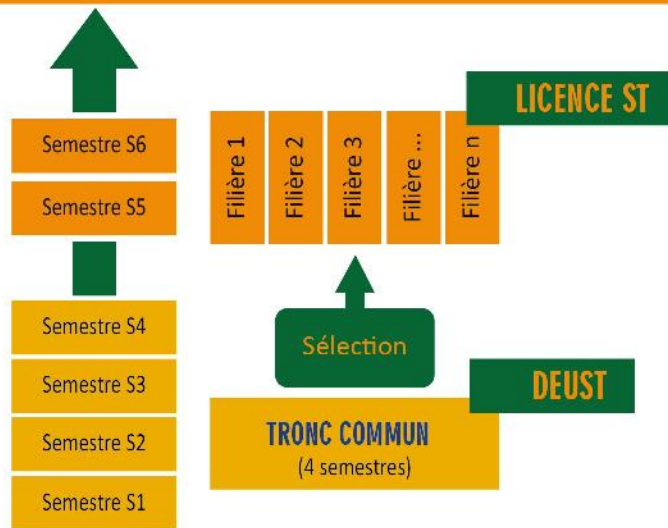 LICENCE ST
Semestre S6
Semestre S5
Filière 1
Filière 2
Filière 3
Filière ...
Filière n
Semestre S4
Semestre S3
Semestre S2
Semestre S1
Sélection
DEUST
TRONC COMMUN
(4 semestres)